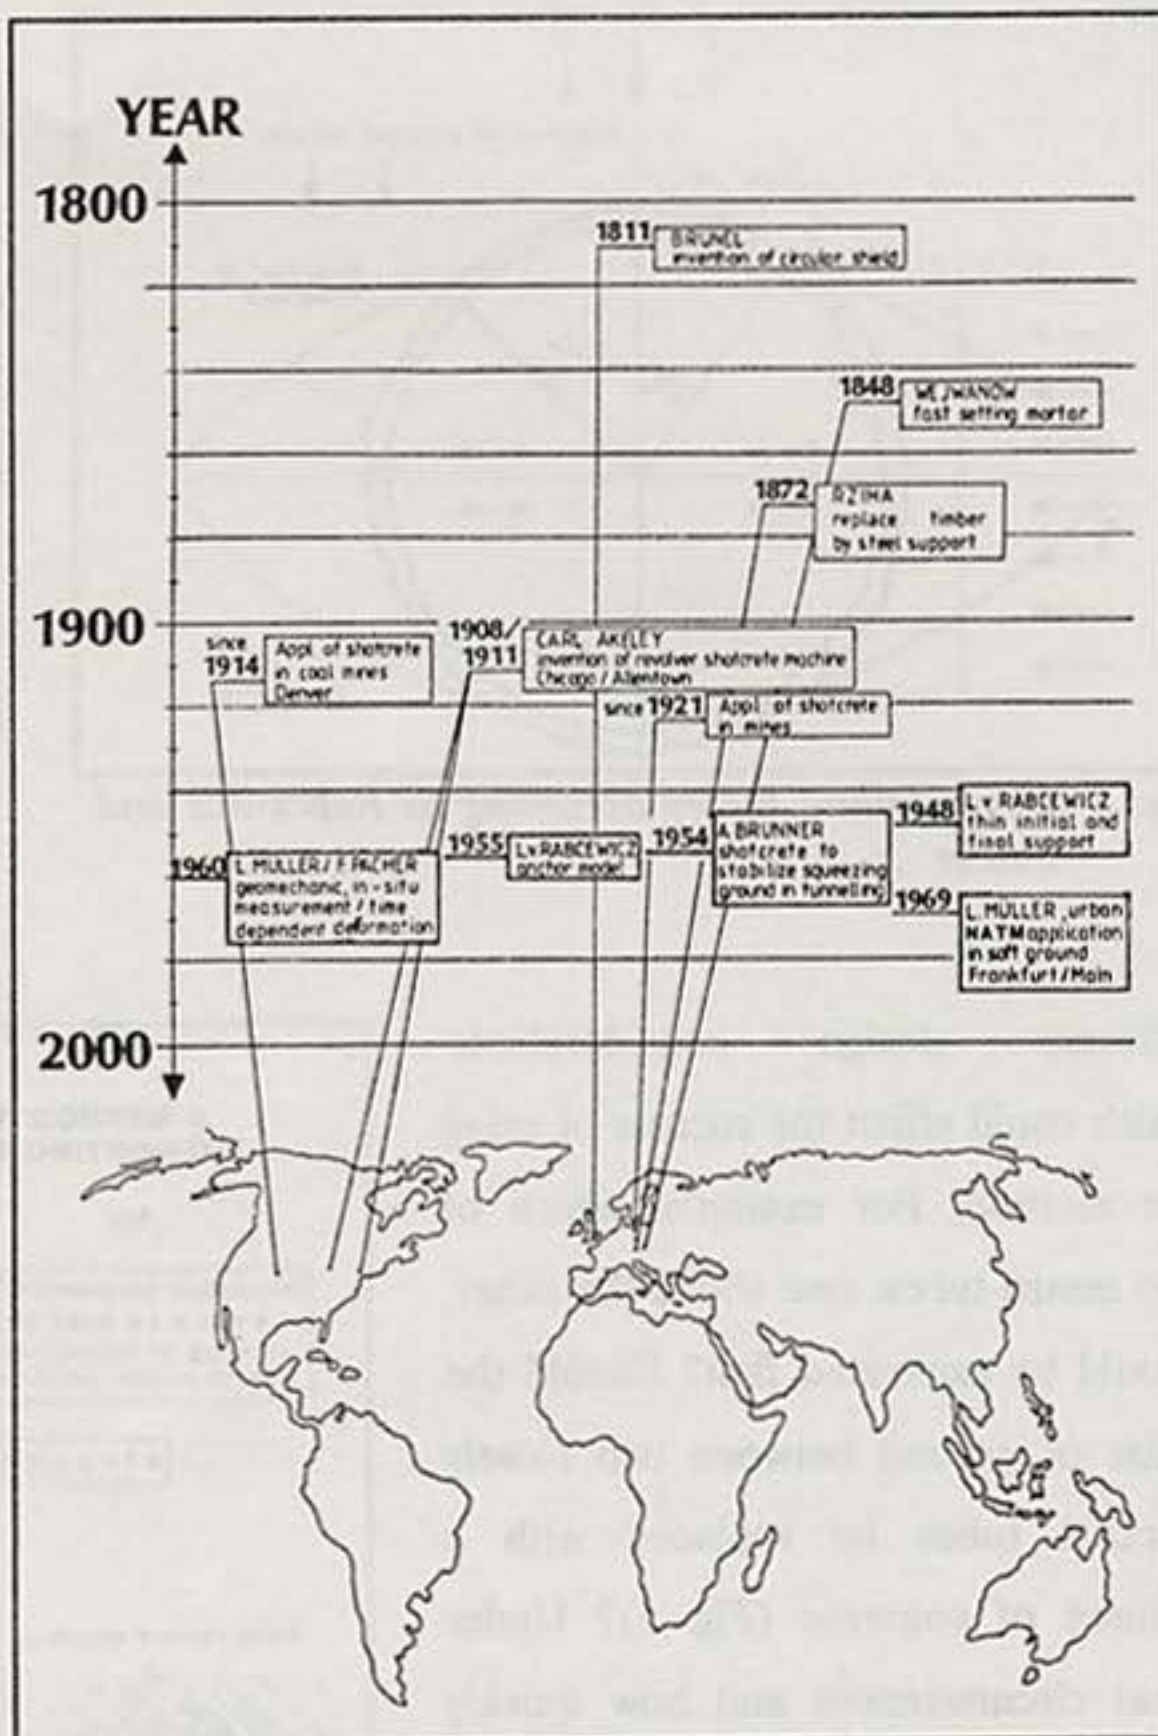 YEAR
1800
1811
BRUNEL
invention of circular shield
1848
WEJWANOW
fast setting mortar
1872
RZIHA
replace timber
by steel support
1900
since
1914
Appl. of shotcrete
in coal mines
Denver
1908/
1911
CARL AKELEY
invention of revolver shotcrete machine
Chicago / Allentown
since 1921
Appl. of shotcrete
in mines
1948
L v RABCEWICZ
thin initial and
final support
1954
A BRUNNER
shotcrete to
stabilize squeezing
ground in tunnelling
1955
L v RABCEWICZ
anchor model
1960
L. MÜLLER / F. PACHER
geomechanic, in-situ
measurement / time
dependent deformation
1969
L. MÜLLER, urban
NATM application
in soft ground
Frankfurt/Main
2000